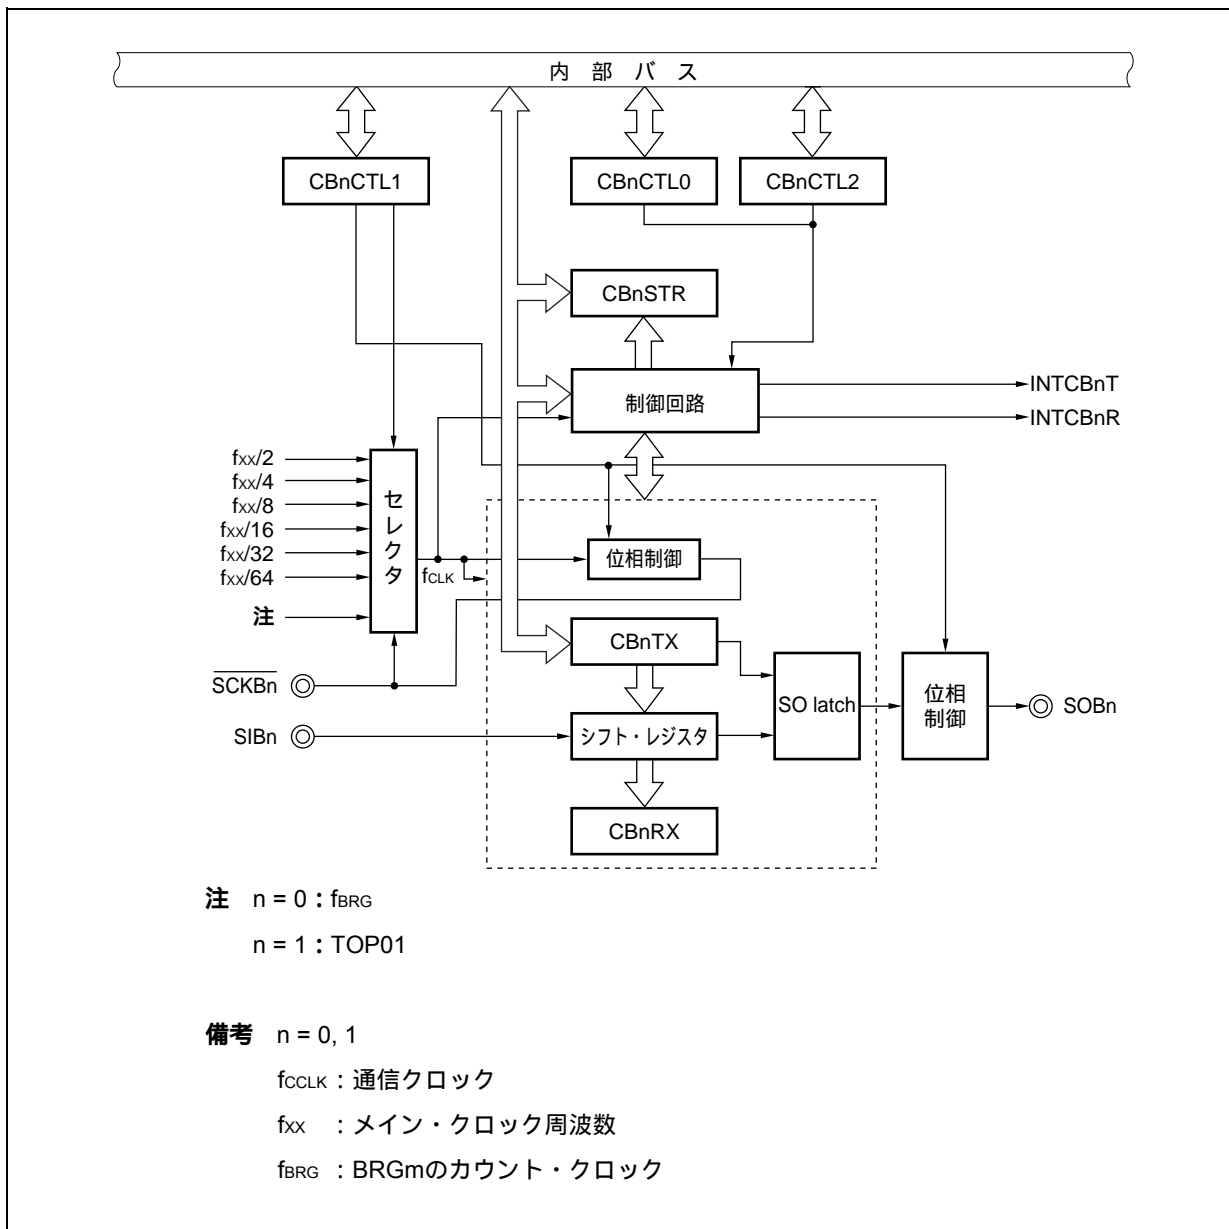 内 部 バ ス
CBnCTL1
CBnCTL0
CBnCTL2
CBnSTR
制御回路
INTCBnT
INTCBnR
fxx/2
fxx/4
fxx/8
fxx/16
fxx/32
fxx/64
注
セレクタ
fCLK
位相制御
CBnTX
SCKBn
SIBn
シフト・レジスタ
SO latch
位相
制御
SOBn
CBnRX
注 n = 0 : fBRG
n = 1 : TOP01
備考 n = 0, 1
fCCLK : 通信クロック
fxx : メイン・クロック周波数
fBRG : BRGmのカウント・クロック